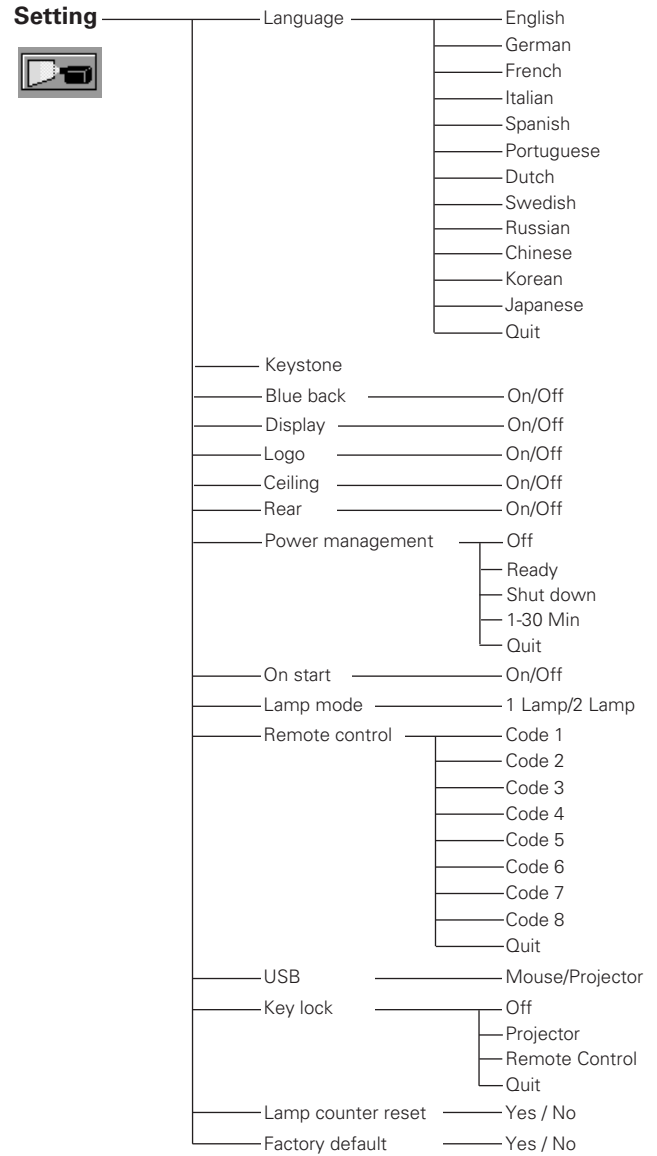 Setting Language English
German
French
Italian
Spanish
Portuguese
Dutch
Swedish
Russian
Chinese
Korean
Japanese
Quit
Keystone
Blue back On/Off
Display On/Off
Logo On/Off
Ceiling On/Off
Rear On/Off
Power management Off
Ready
Shut down
1-30 Min
Quit
On start On/Off
Lamp mode 1 Lamp/2 Lamp
Remote control Code 1
Code 2
Code 3
Code 4
Code 5
Code 6
Code 7
Code 8
Quit
USB Mouse/Projector
Key lock Off
Projector
Remote Control
Quit
Lamp counter reset Yes / No
Factory default Yes / No